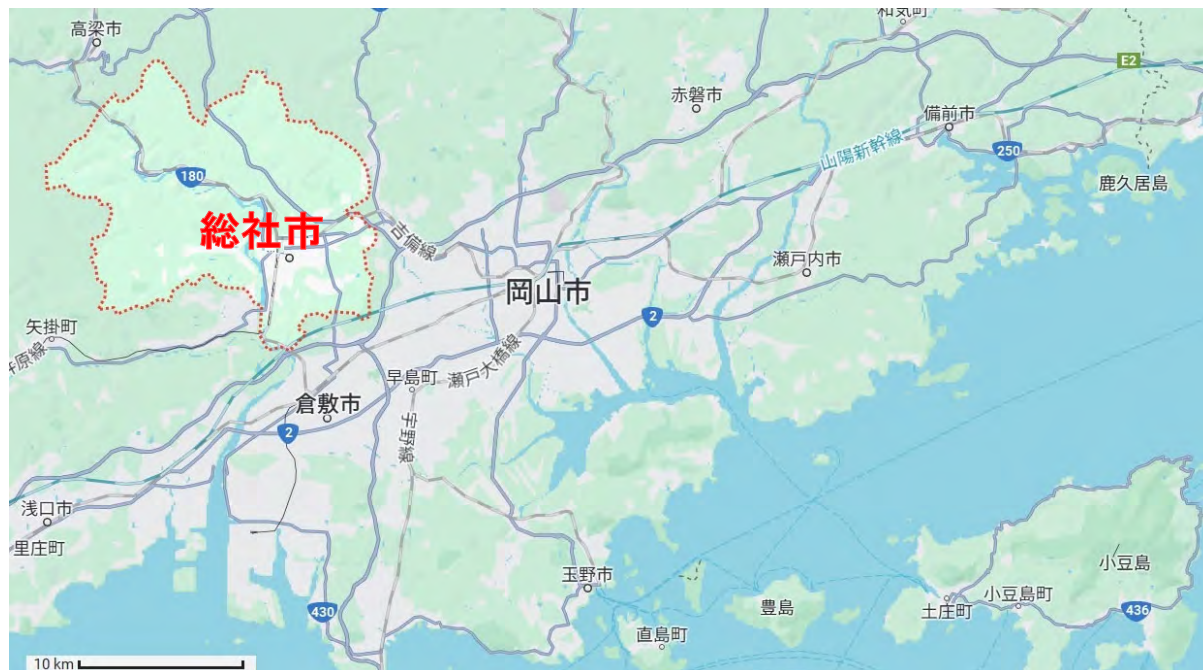 和気町
高梁市
E2
赤磐市
備前市
山陽新幹線
250
180
鹿久居島
総社市
吉備線
瀬戸内市
岡山市
2
矢掛町
井原線
早島町
瀬戸大橋線
倉敷市
2
宇野線
浅口市
里庄町
小豆島
玉野市
豊島
小豆島町
土庄町
430
436
直島町
10 km